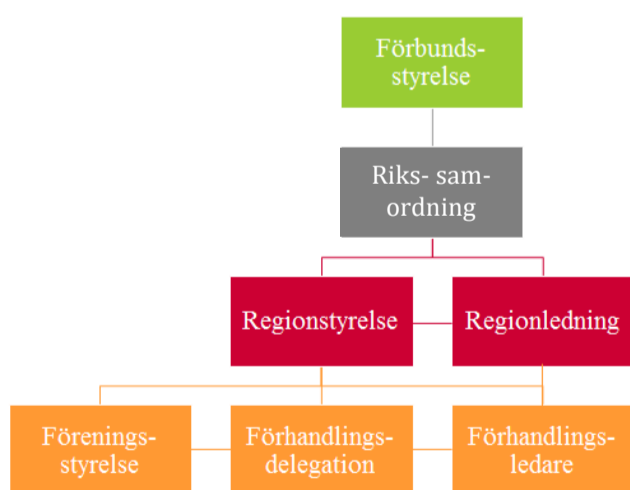 Förbunds-
styrelse
Riks- sam-
ordning
Regionstyrelse
Regionledning
Förenings-
styrelse
Förhandlings-
delegation
Förhandlings-
ledare